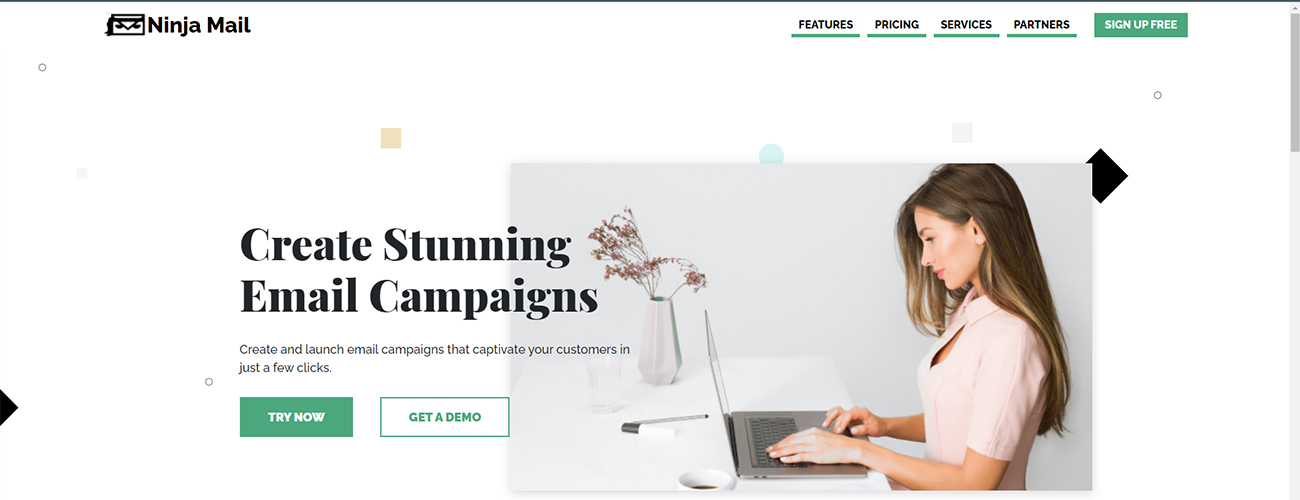 Ninja Mail
FEATURES PRICING SERVICES PARTNERS SIGN UP FREE
Create Stunning
Email Campaigns
Create and launch email campaigns that captivate your customers in
just a few clicks.
TRY NOW GET A DEMO